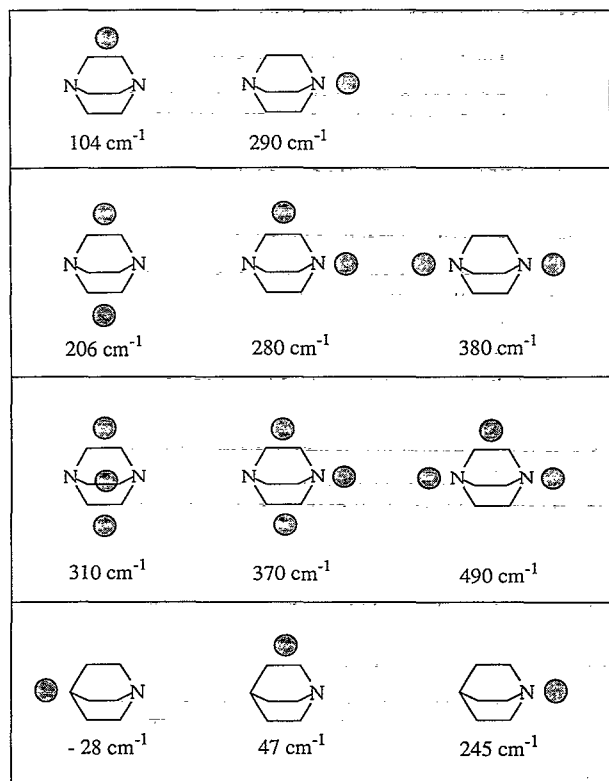 N N N N
104 cm⁻¹ 290 cm⁻¹
N N N N N N
206 cm⁻¹ 280 cm⁻¹ 380 cm⁻¹
N N N N N N
310 cm⁻¹ 370 cm⁻¹ 490 cm⁻¹
N N N
- 28 cm⁻¹ 47 cm⁻¹ 245 cm⁻¹